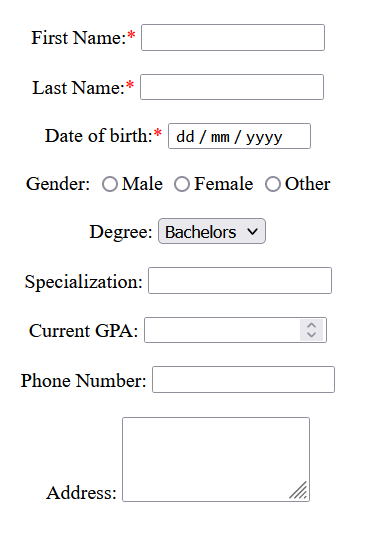 First Name:*
Last Name:*
Date of birth:* dd / mm / yyyy
Gender: Male Female Other
Degree: Bachelors
Specialization:
Current GPA:
Phone Number:
Address: